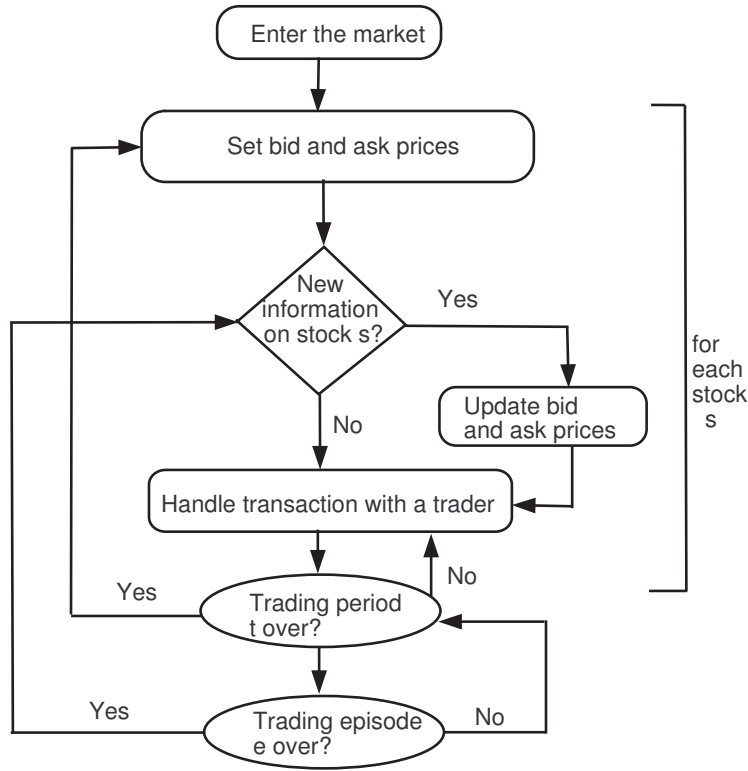 Enter the market
Set bid and ask prices
New
information
on stock s?
Yes
for
each
stock
s
Update bid
and ask prices
No
Handle transaction with a trader
No
Yes
Trading period
t over?
Yes
No
Trading episode
e over?